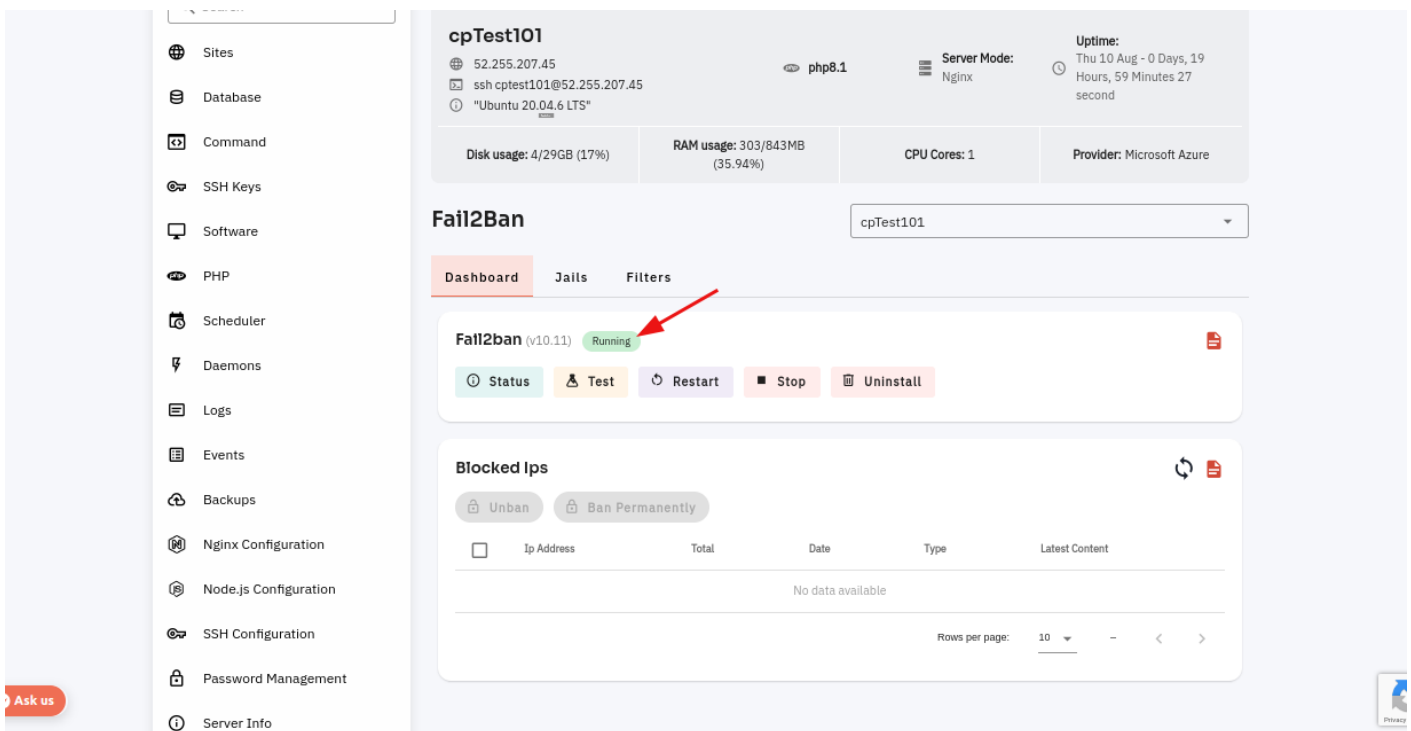 Sites
Database
Command
SSH Keys
Software
PHP
Scheduler
Daemons
Logs
Events
Backups
Nginx Configuration
Node.js Configuration
SSH Configuration
Password Management
Server Info
Ask us
cpTest101
52.255.207.45
ssh cptest101@52.255.207.45
"Ubuntu 20.04.6 LTS"
php8.1
Server Mode:
Nginx
Uptime:
Thu 10 Aug - 0 Days, 19
Hours, 59 Minutes 27
second
Disk usage: 4/29GB (17%)
RAM usage: 303/843MB
(35.94%)
CPU Cores: 1
Provider: Microsoft Azure
Fail2Ban
cpTest101
Dashboard Jails Filters
Fail2ban (v10.11) Running
Status Test Restart Stop Uninstall
Blocked Ips
Unban Ban Permanently
Ip Address Total Date Type Latest Content
No data available
Rows per page: 10 –
Privacy